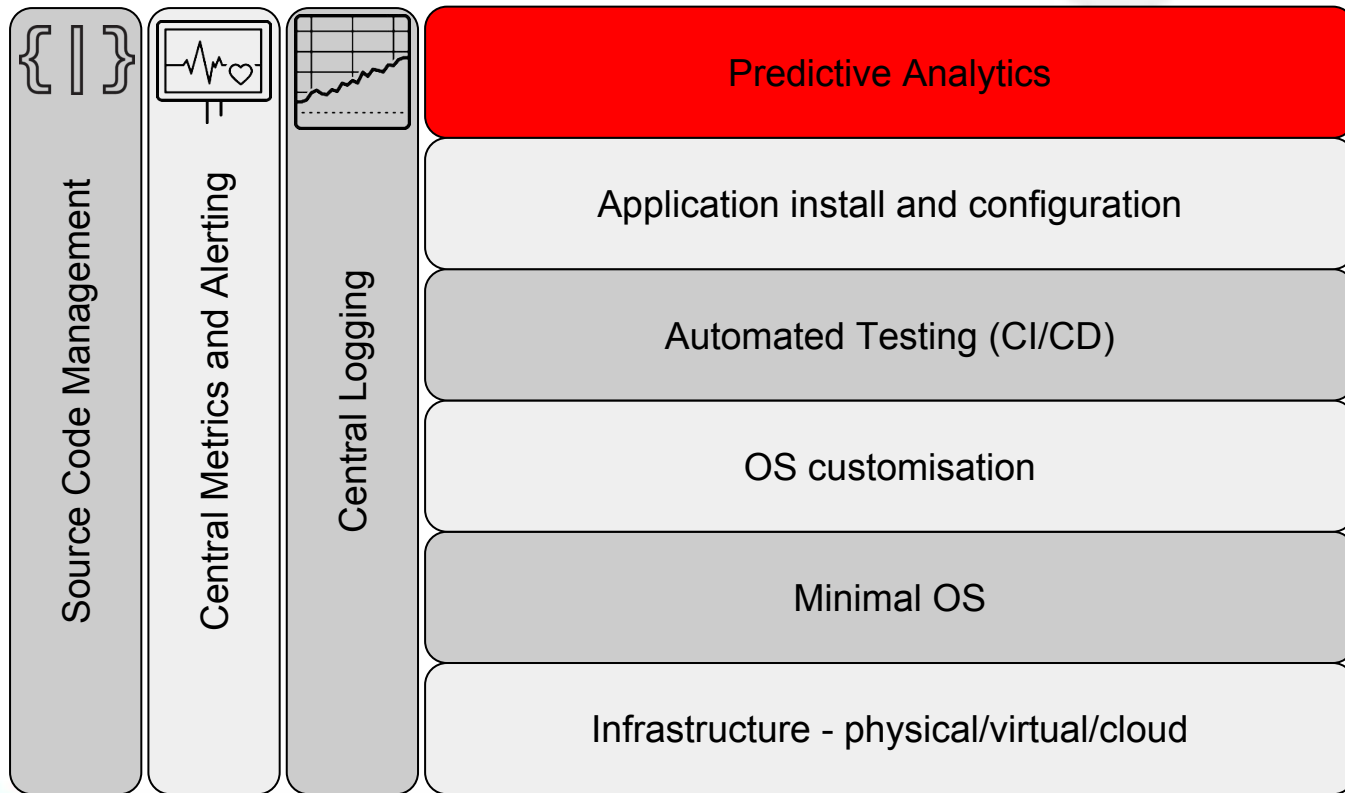 Source Code Management
Central Metrics and Alerting
Central Logging
Predictive Analytics
Application install and configuration
Automated Testing (CI/CD)
OS customisation
Minimal OS
Infrastructure - physical/virtual/cloud